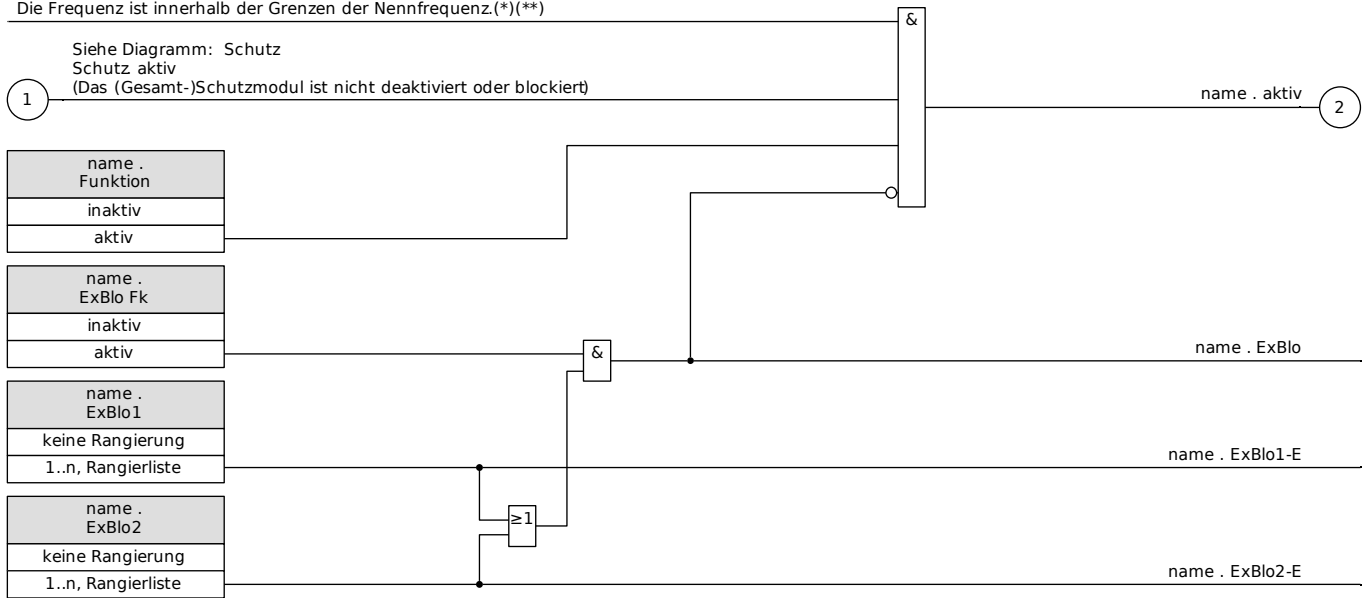 Die Frequenz ist innerhalb der Grenzen der Nennfrequenz.(*)(**)
&
Siehe Diagramm: Schutz
Schutz aktiv
(Das (Gesamt-)Schutzmodul ist nicht deaktiviert oder blockiert)
1
name . aktiv
2
name .
Funktion
inaktiv
aktiv
name .
ExBlo Fk
inaktiv
aktiv
&
name . ExBlo
name .
ExBlo1
keine Rangierung
1..n, Rangierliste
name . ExBlo1-E
name .
ExBlo2
≥1
keine Rangierung
1..n, Rangierliste
name . ExBlo2-E